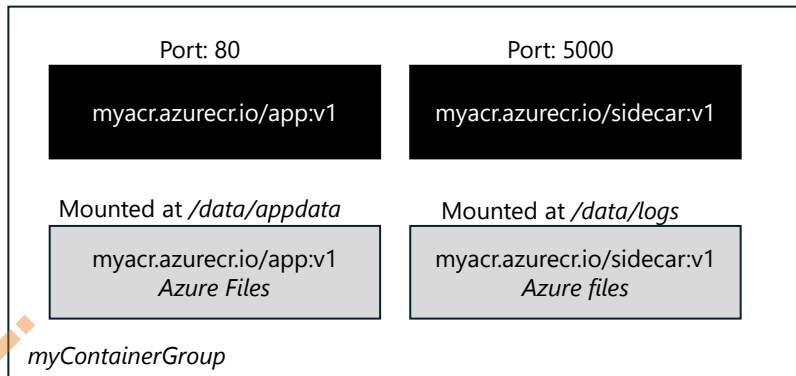 Port: 80
Port: 5000
myacr.azurecr.io/app:v1
myacr.azurecr.io/sidecar:v1
Mounted at /data/appdata
Mounted at /data/logs
myacr.azurecr.io/app:v1
Azure Files
myacr.azurecr.io/sidecar:v1
Azure files
myContainerGroup